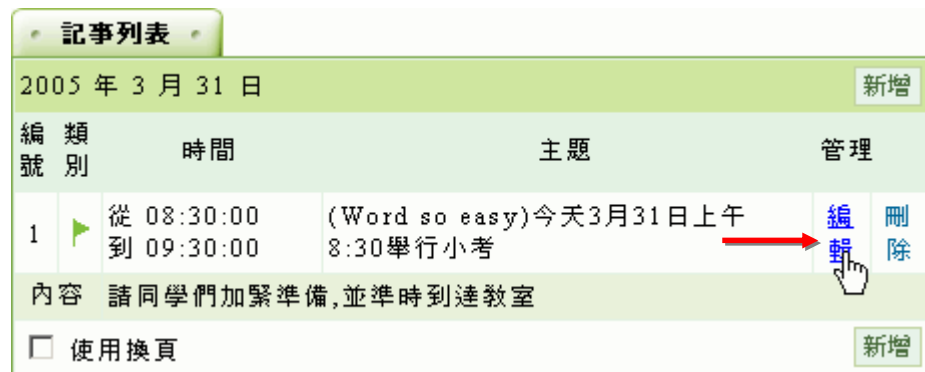 記事列表
2005 年 3 月 31 日 新增
編號 類別 時間 主題 管理
1 從 08:30:00 到 09:30:00 (Word so easy)今天3月31日上午 8:30舉行小考 編輯 刪除
內容 諸同學們加緊準備,並準時到達教室
使用換頁 新增